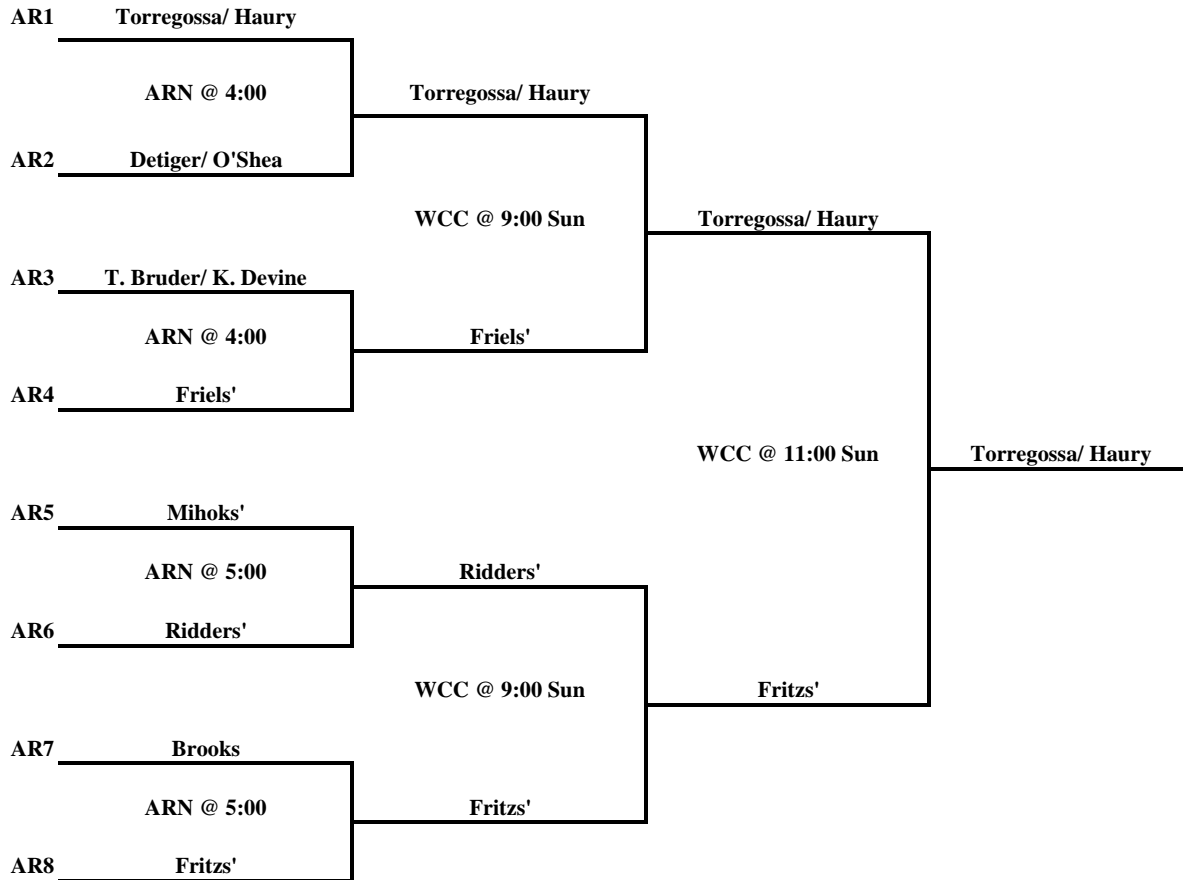 AR1 Torregossa/ Haury
ARN @ 4:00 Torregossa/ Haury
AR2 Detiger/ O'Shea
WCC @ 9:00 Sun Torregossa/ Haury
AR3 T. Bruder/ K. Devine
ARN @ 4:00 Friels'
AR4 Friels'
WCC @ 11:00 Sun Torregossa/ Haury
AR5 Mihoks'
ARN @ 5:00 Ridders'
AR6 Ridders'
WCC @ 9:00 Sun Fritzs'
AR7 Brooks
ARN @ 5:00 Fritzs'
AR8 Fritzs'